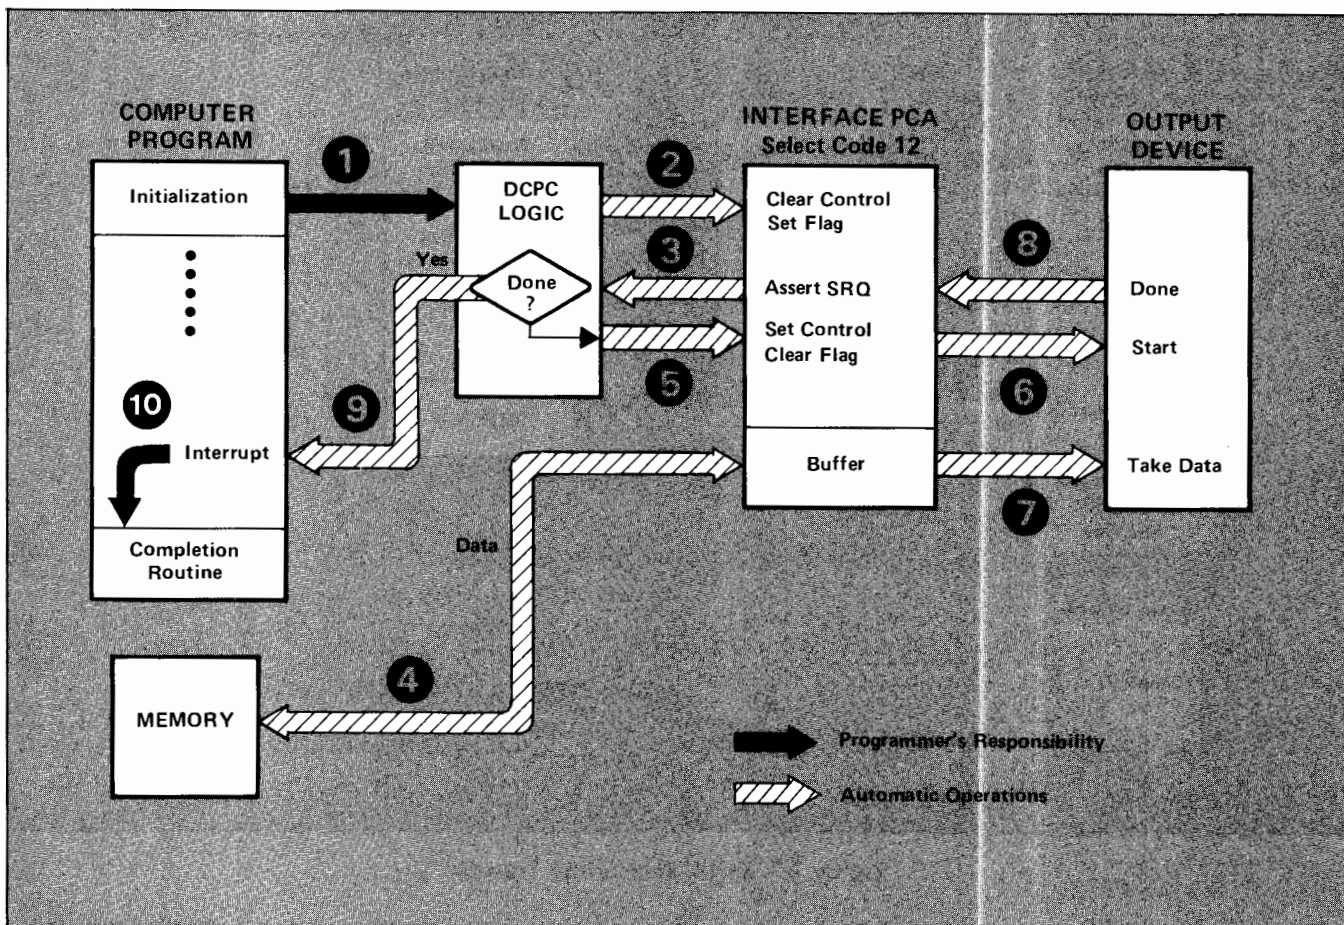 COMPUTER
PROGRAM
Initialization
1
DCPC
LOGIC
2
INTERFACE PCA
Select Code 12
Clear Control
Set Flag
OUTPUT
DEVICE
Yes
Done
?
3
Assert SRQ
8
Done
Set Control
Clear Flag
Start
5
6
9
10
Interrupt
Buffer
Take Data
7
Completion
Routine
Data
4
MEMORY
Programmer's Responsibility
Automatic Operations